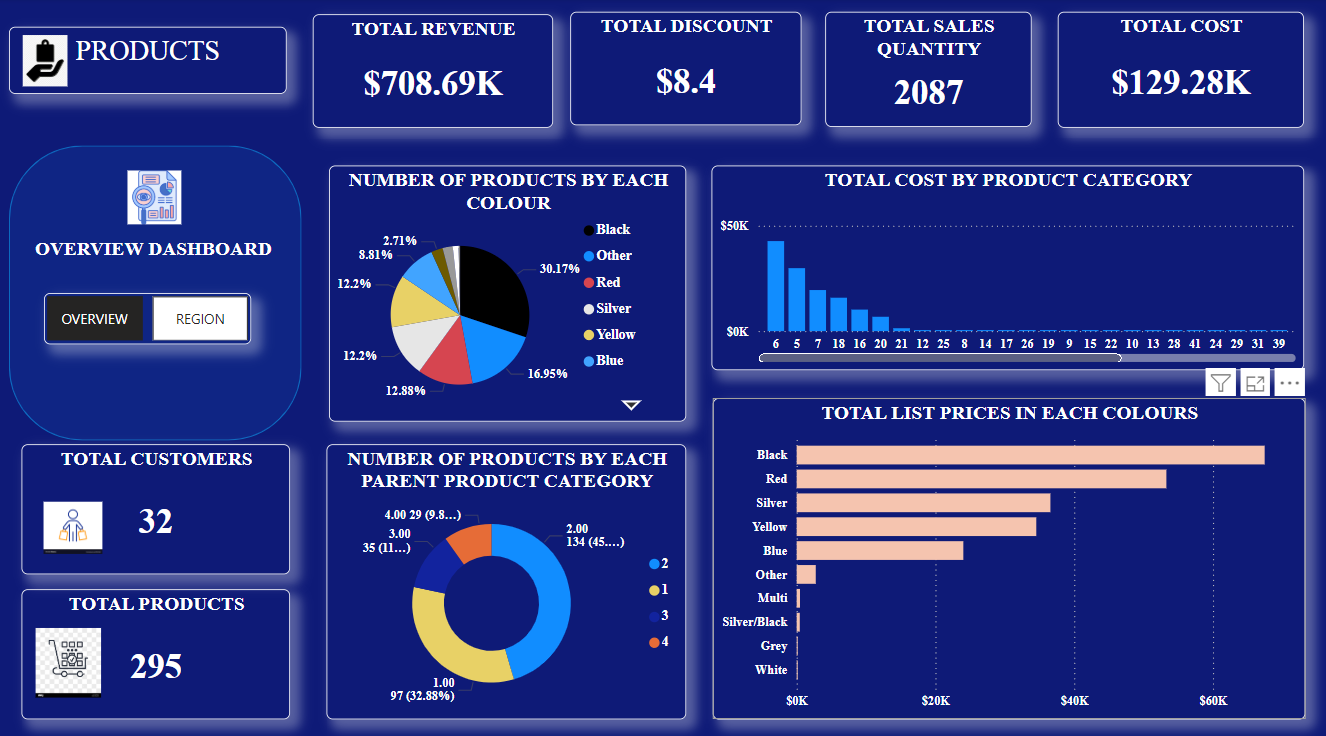 PRODUCTS
TOTAL REVENUE
$708.69K
TOTAL DISCOUNT
$8.4
TOTAL SALES
QUANTITY
2087
TOTAL COST
$129.28K
OVERVIEW DASHBOARD
OVERVIEW
REGION
NUMBER OF PRODUCTS BY EACH
COLOUR
2.71%
8.81%
12.2%
12.2%
12.88%
16.95%
30.17%
Black
Other
Red
Silver
Yellow
Blue
TOTAL COST BY PRODUCT CATEGORY
$50K
$0K
6 5 7 18 16 20 21 12 25 8 14 17 26 19 9 15 22 10 13 28 41 24 29 31 39
TOTAL CUSTOMERS
32
TOTAL PRODUCTS
295
NUMBER OF PRODUCTS BY EACH
PARENT PRODUCT CATEGORY
4.00 29 (9.8…)
3.00
35 (11…)
2.00
134 (45.…)
1.00
97 (32.88%)
2
1
3
4
TOTAL LIST PRICES IN EACH COLOURS
Black
Red
Silver
Yellow
Blue
Other
Multi
Silver/Black
Grey
White
$0K $20K $40K $60K